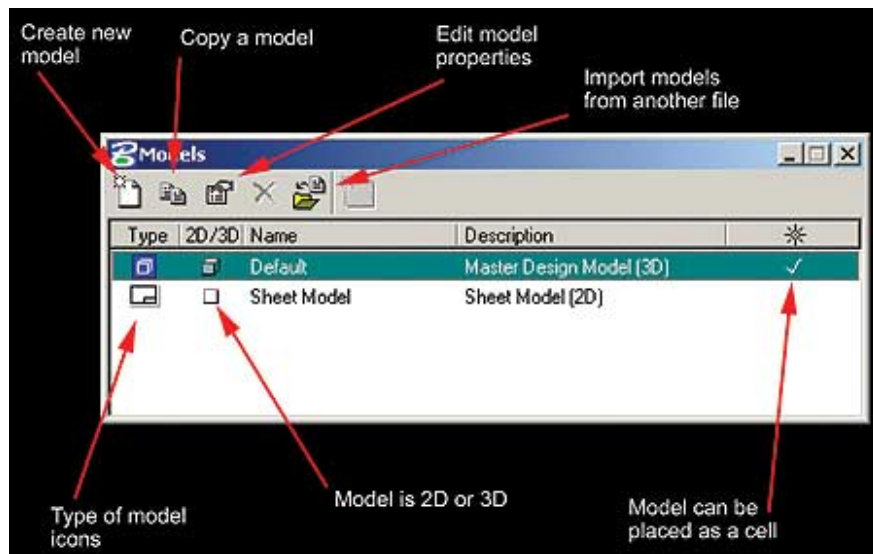 Create new
model
Copy a model
Edit model
properties
Import models
from another file
Models
Type 2D/3D Name Description
Default Master Design Model (3D)
Sheet Model Sheet Model (2D)
Type of model
icons
Model is 2D or 3D
Model can be
placed as a cell